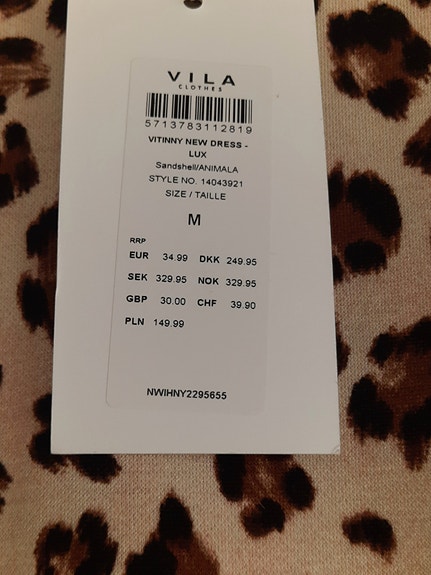 VILA
CLOTHES
5713783112819
VITINNY NEW DRESS -
LUX
Sandshell/ANIMALA
STYLE NO. 14043921
SIZE / TAILLE
M
RRP
EUR 34.99 DKK 249.95
SEK 329.95 NOK 329.95
GBP 30.00 CHF 39.90
PLN 149.99
NWIHNY2295655